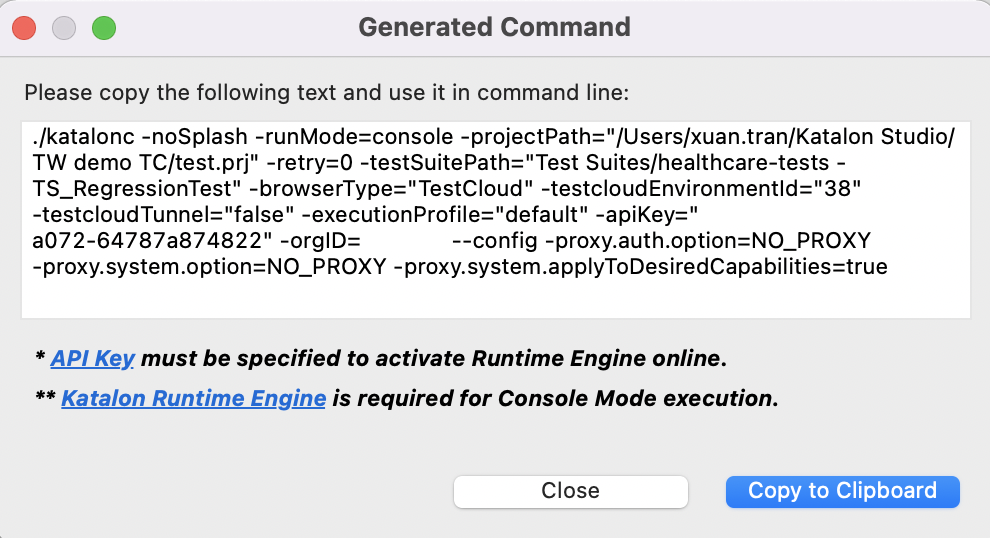 Generated Command
Please copy the following text and use it in command line:
./katalonc -noSplash -runMode=console -projectPath="/Users/xuan.tran/Katalon Studio/
TW demo TC/test.prj" -retry=0 -testSuitePath="Test Suites/healthcare-tests -
TS_RegressionTest" -browserType="TestCloud" -testcloudEnvironmentId="38"
-testcloudTunnel="false" -executionProfile="default" -apiKey="
a072-64787a874822" -orgID= --config -proxy.auth.option=NO_PROXY
-proxy.system.option=NO_PROXY -proxy.system.applyToDesiredCapabilities=true
* API Key must be specified to activate Runtime Engine online.
** Katalon Runtime Engine is required for Console Mode execution.
Close
Copy to Clipboard